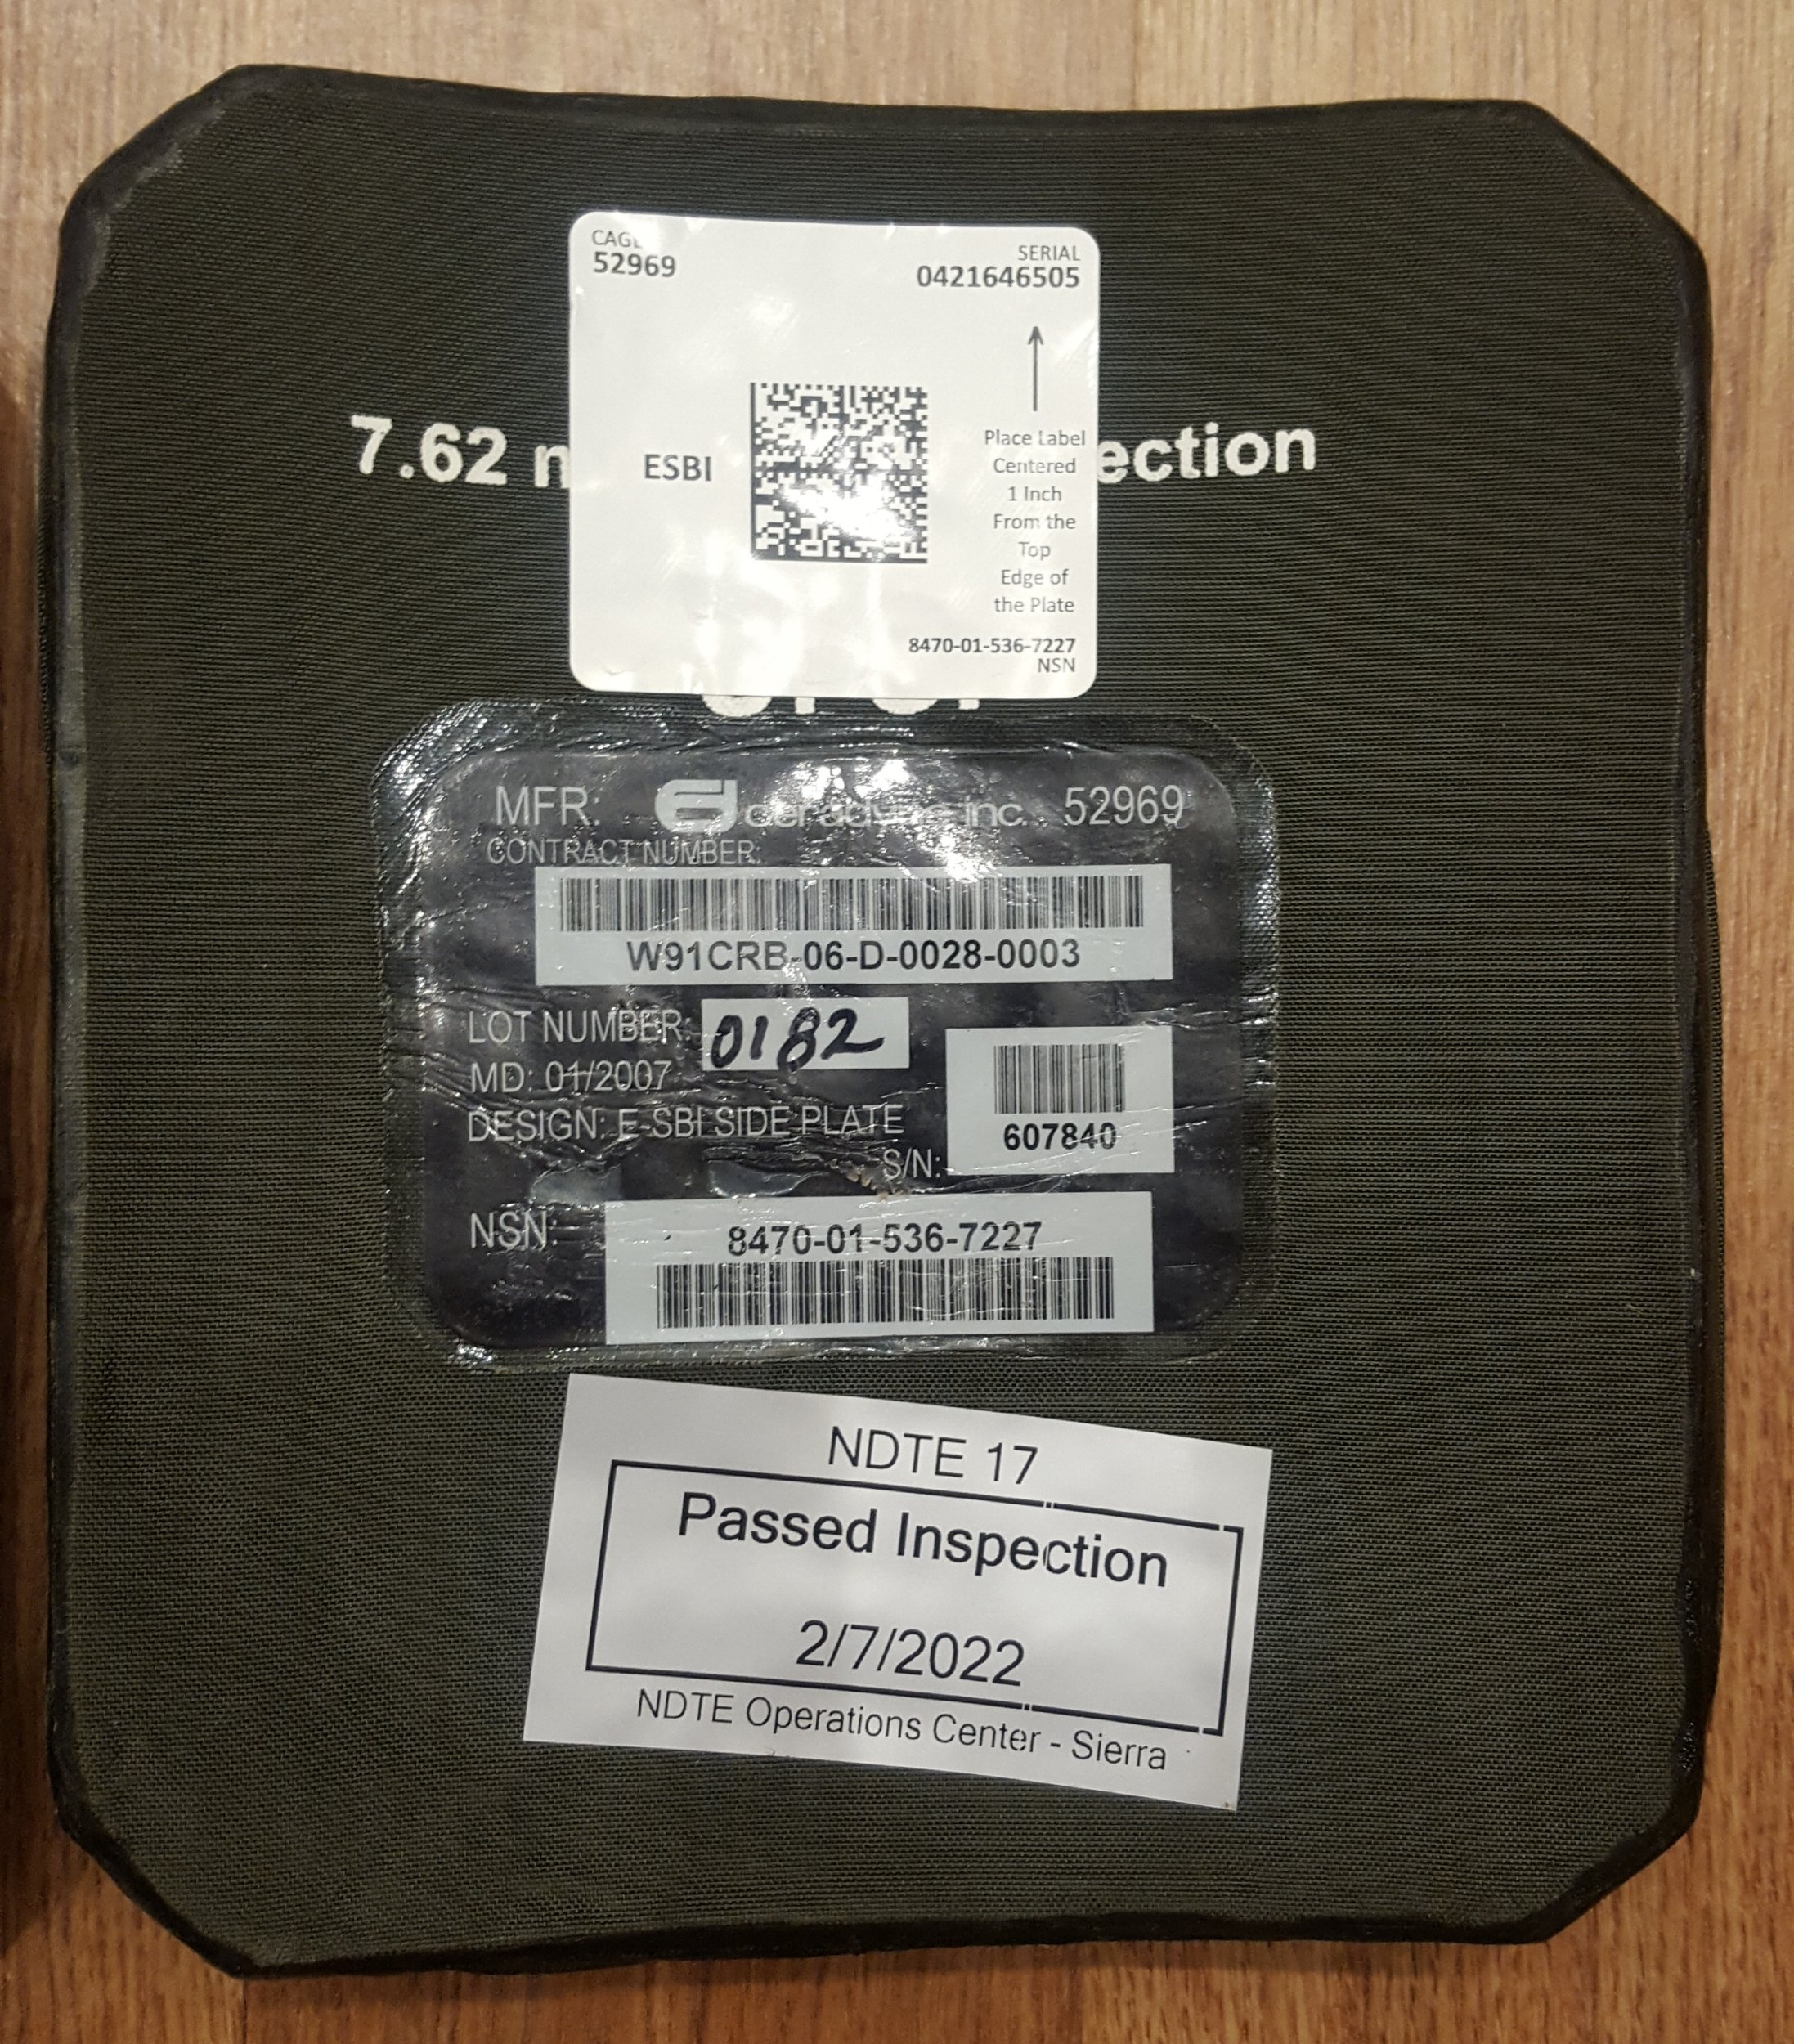 CAGE
52969
SERIAL
0421646505
7.62 ESBI
Place Label
Centered
1 Inch
From the
Top
Edge of
the Plate
8470-01-536-7227
NSN
MFR: ceradyne inc. 52969
CONTRACT NUMBER:
W91CRB-06-D-0028-0003
LOT NUMBER: 0182
MD: 01/2007
DESIGN: E-SBI SIDE PLATE
S/N: 607840
NSN: 8470-01-536-7227
NDTE 17
Passed Inspection
2/7/2022
NDTE Operations Center - Sierra